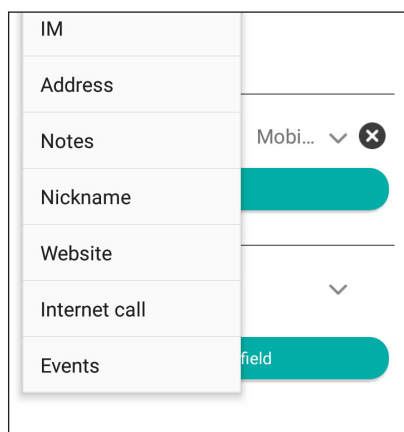 IM
Address
Notes
Mobi...
Nickname
Website
Internet call
Events
field